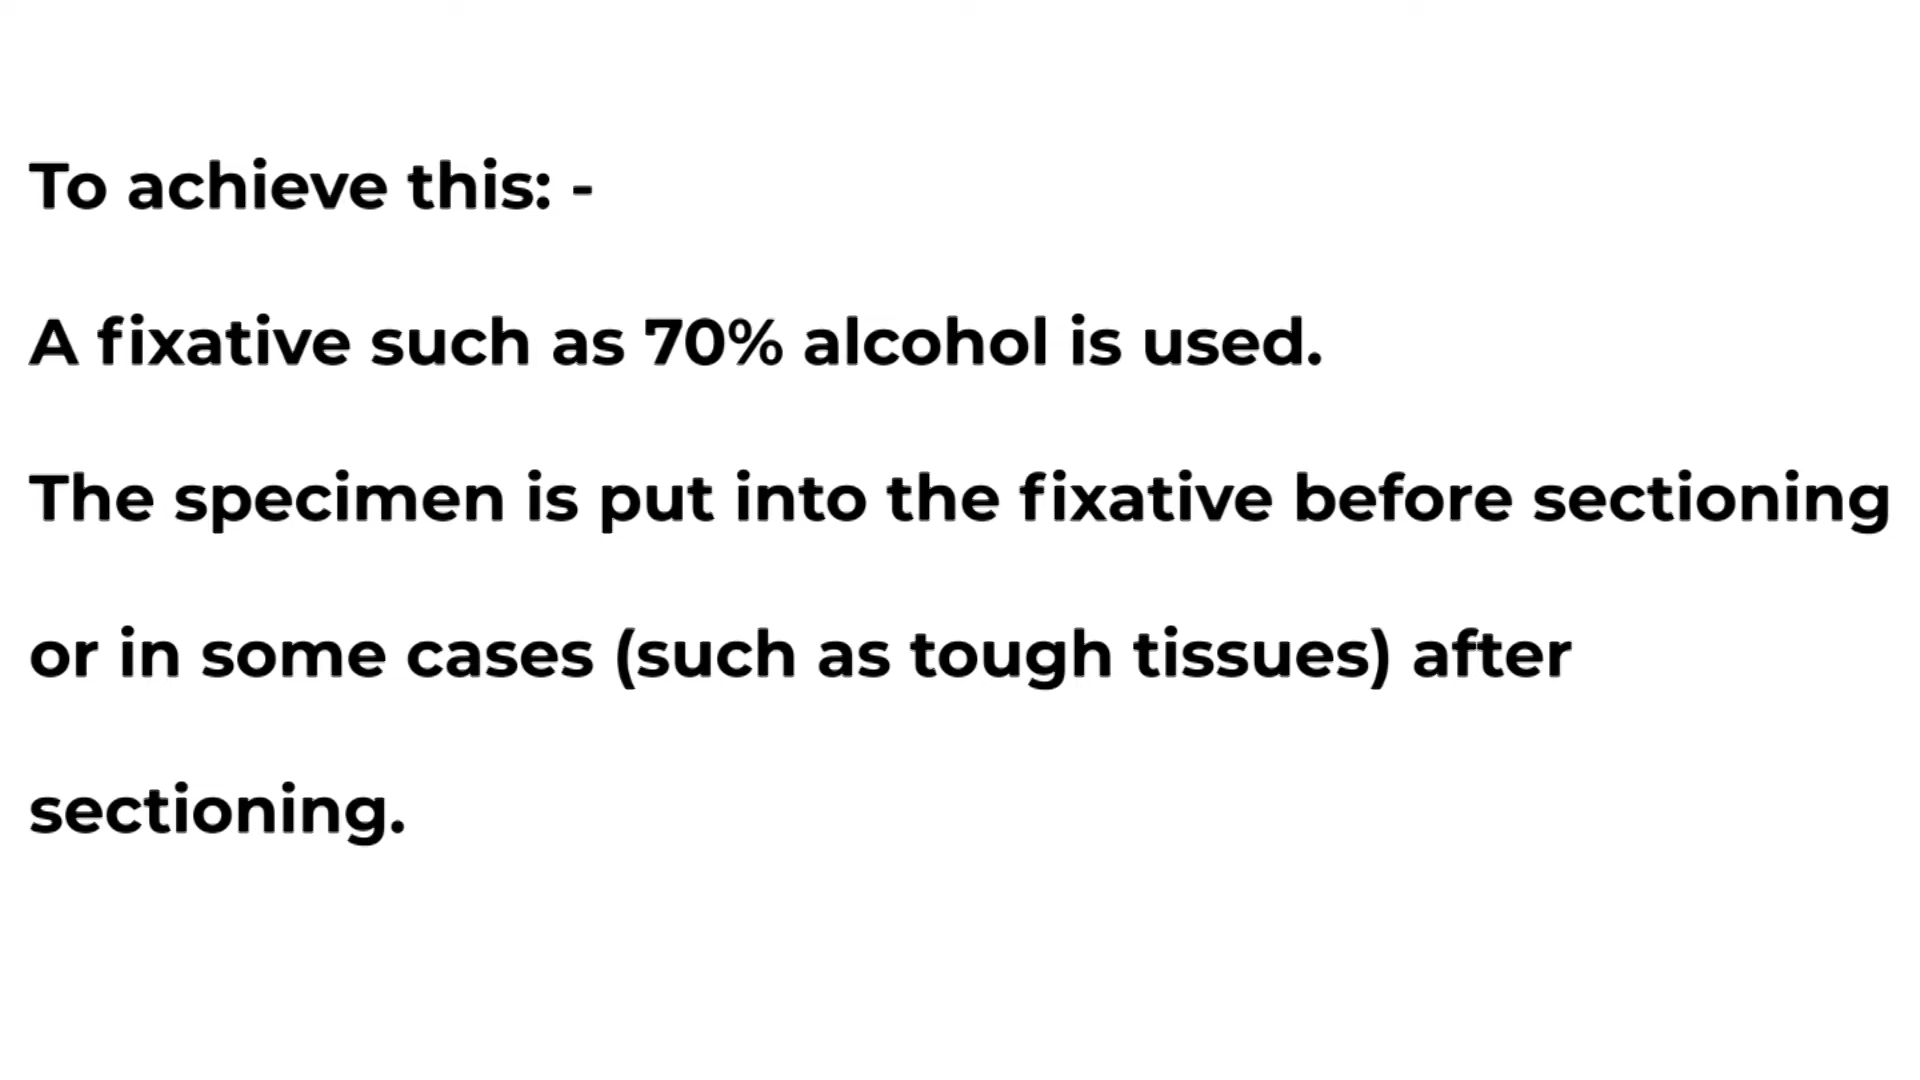 To achieve this: -
A fixative such as 70% alcohol is used.
The specimen is put into the fixative before sectioning
or in some cases (such as tough tissues) after
sectioning.